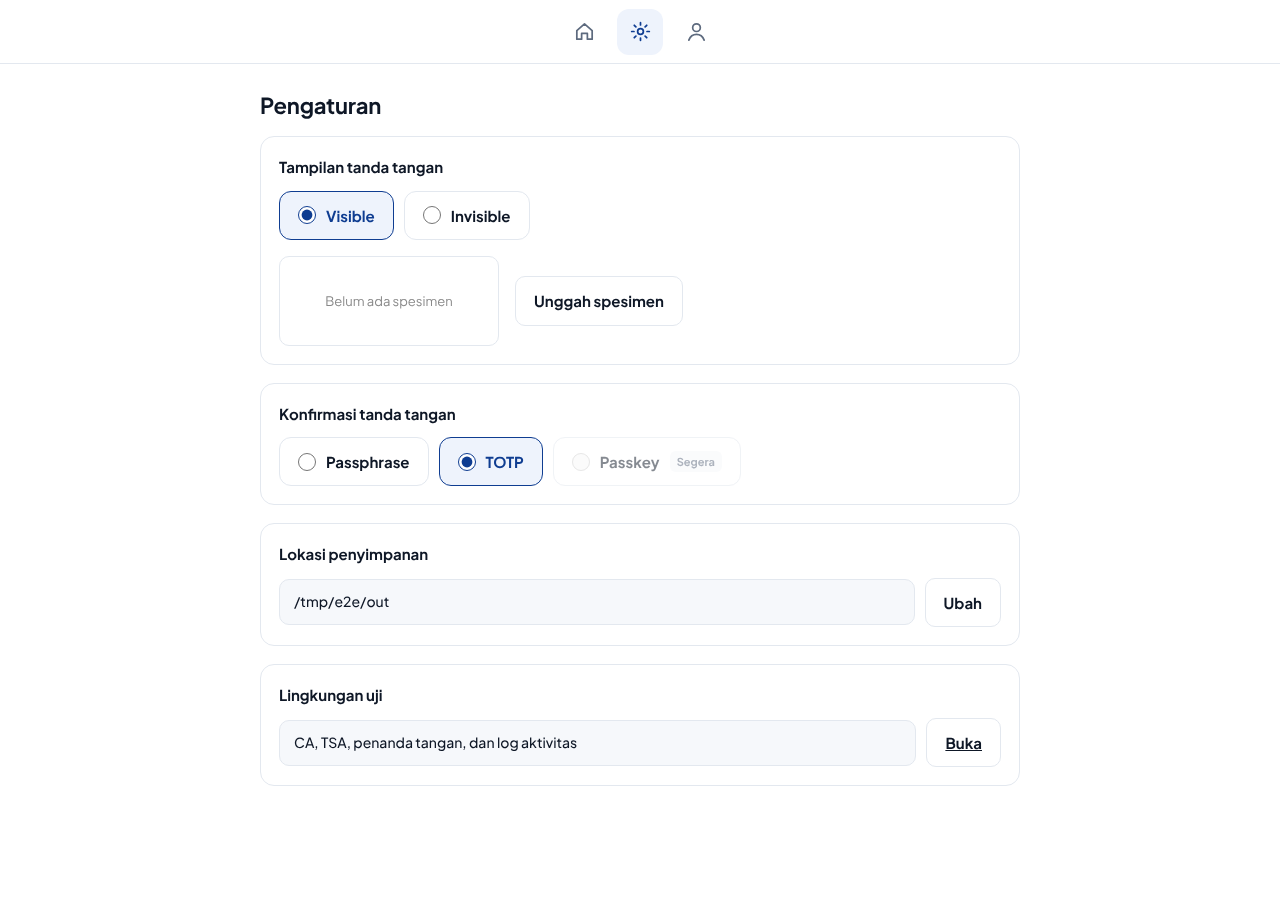 Pengaturan
Tampilan tanda tangan
Visible
Invisible
Belum ada spesimen
Unggah spesimen
Konfirmasi tanda tangan
Passphrase
TOTP
Passkey
Segera
Lokasi penyimpanan
/tmp/e2e/out
Ubah
Lingkungan uji
CA, TSA, penanda tangan, dan log aktivitas
Buka